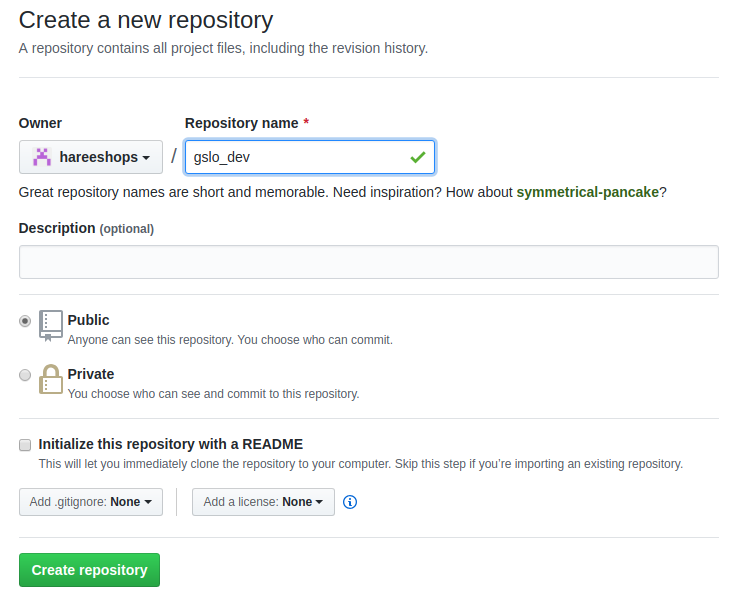 Create a new repository
A repository contains all project files, including the revision history.
Owner
Repository name *
hareeshops / gslo_dev
Great repository names are short and memorable. Need inspiration? How about symmetrical-pancake?
Description (optional)
Public
Anyone can see this repository. You choose who can commit.
Private
You choose who can see and commit to this repository.
Initialize this repository with a README
This will let you immediately clone the repository to your computer. Skip this step if you’re importing an existing repository.
Add .gitignore: None
Add a license: None
Create repository